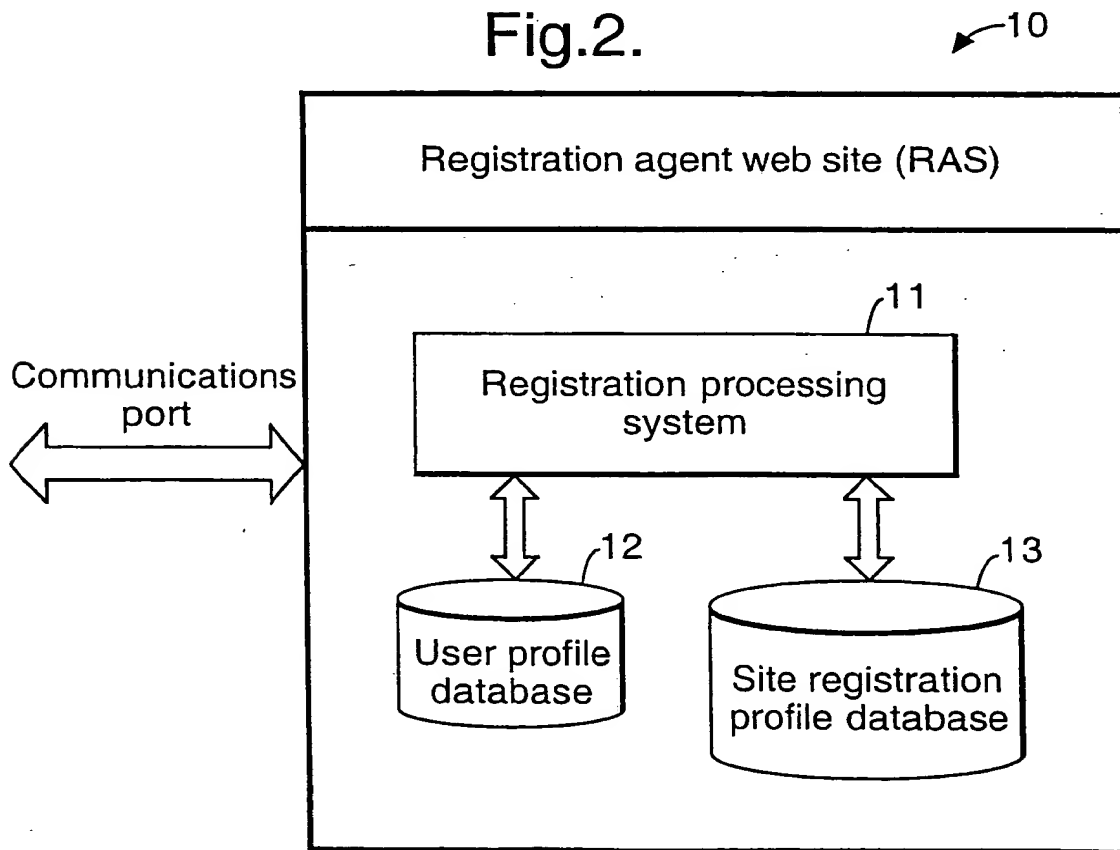 Fig.2.
10
Registration agent web site (RAS)
11
Registration processing
system
Communications
port
12
User profile
database
13
Site registration
profile database